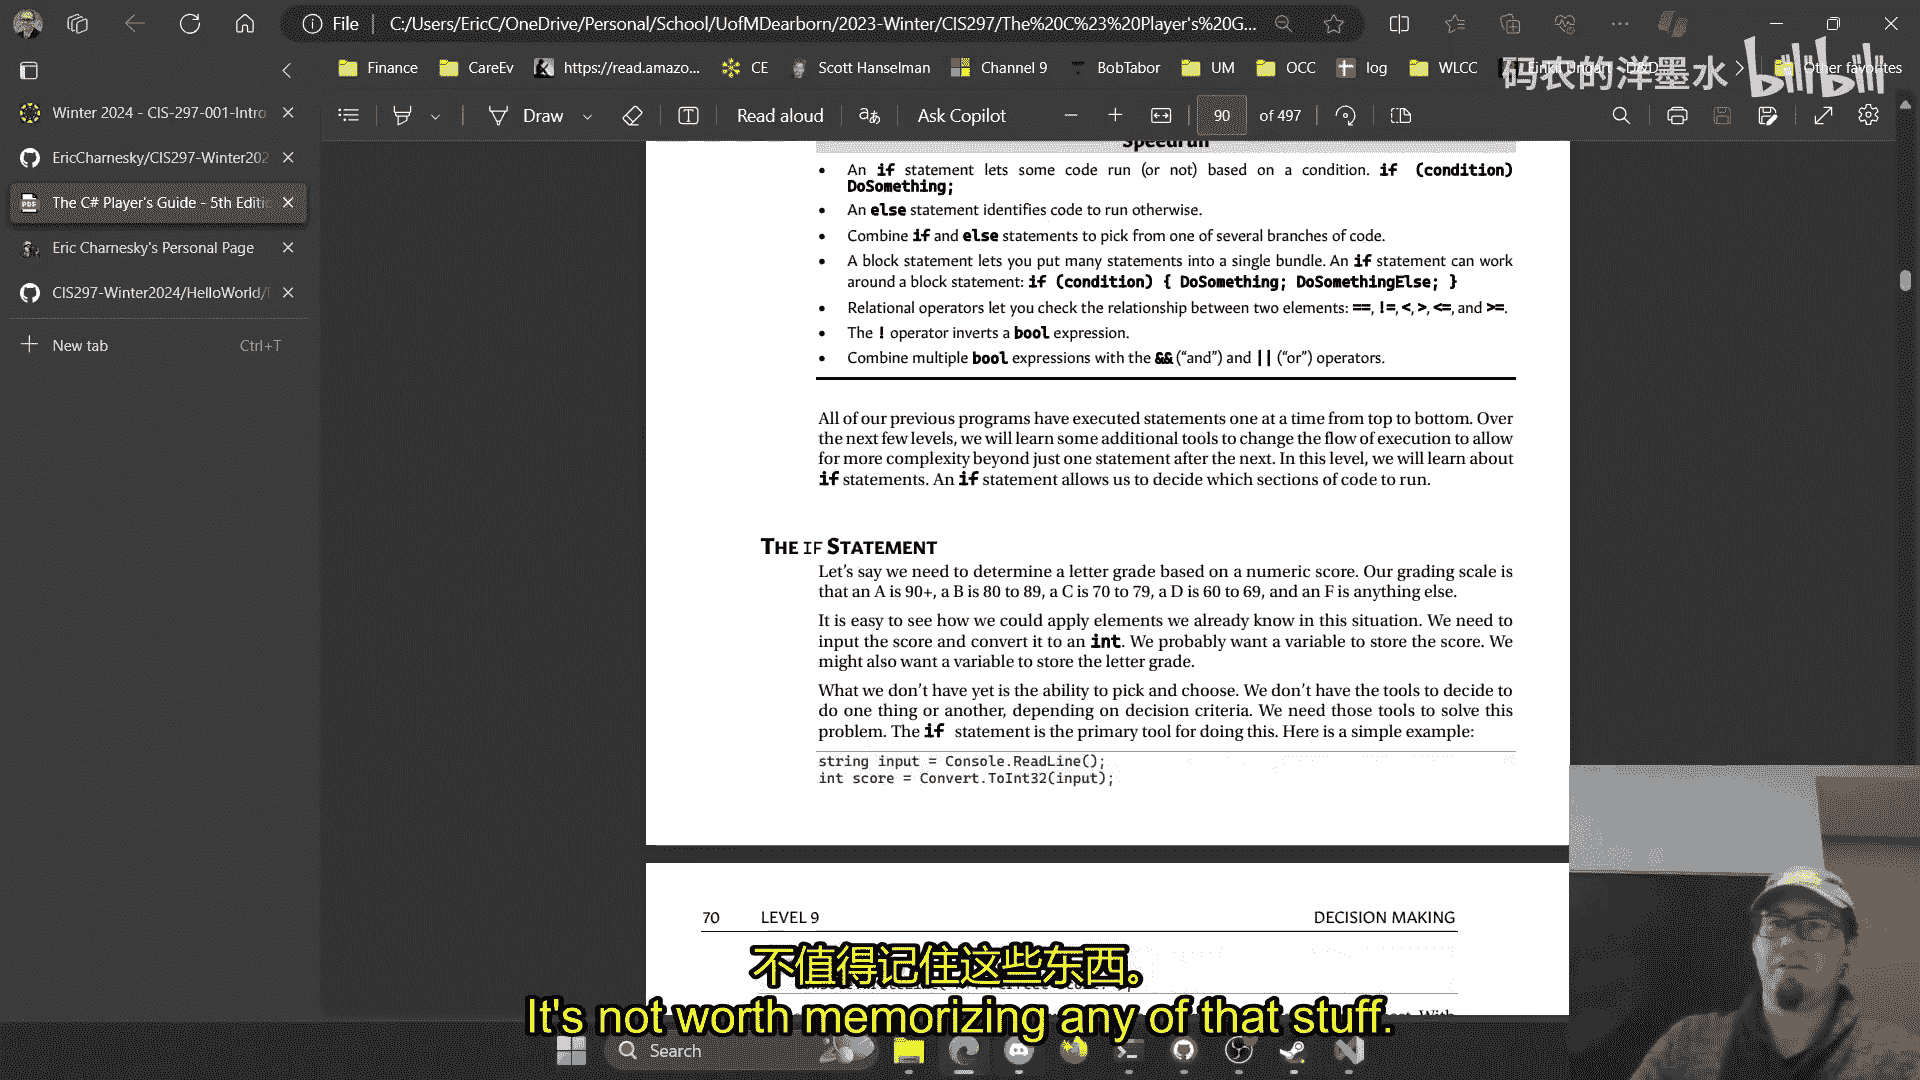 File
C:/Users/EricC/OneDrive/Personal/School/UofMDearborn/2023-Winter/CIS297/The%20C%23%20Player's%20G...
Finance
CareEv
https://read.amazo...
CE
Scott Hanselman
Channel 9
BobTabor
UM
OCC
log
WLCC
Other favorites
码农的洋墨水
bilibili
Winter 2024 - CIS-297-001-Intro
EricCharnesky/CIS297-Winter202
The C# Player's Guide - 5th Editi
Eric Charnesky's Personal Page
CIS297-Winter2024/HelloWorld/
New tab
Ctrl+T
Draw
Read aloud
Ask Copilot
90
of 497
Speedrun
• An if statement lets some code run (or not) based on a condition. if (condition)
DoSomething;
• An else statement identifies code to run otherwise.
• Combine if and else statements to pick from one of several branches of code.
• A block statement lets you put many statements into a single bundle. An if statement can work
around a block statement: if (condition) { DoSomething; DoSomethingElse; }
• Relational operators let you check the relationship between two elements: ==, !=, <, >, <=, and >=.
• The ! operator inverts a bool expression.
• Combine multiple bool expressions with the && (“and”) and || (“or”) operators.
All of our previous programs have executed statements one at a time from top to bottom. Over
the next few levels, we will learn some additional tools to change the flow of execution to allow
for more complexity beyond just one statement after the next. In this level, we will learn about
if statements. An if statement allows us to decide which sections of code to run.
THE IF STATEMENT
Let’s say we need to determine a letter grade based on a numeric score. Our grading scale is
that an A is 90+, a B is 80 to 89, a C is 70 to 79, a D is 60 to 69, and an F is anything else.
It is easy to see how we could apply elements we already know in this situation. We need to
input the score and convert it to an int. We probably want a variable to store the score. We
might also want a variable to store the letter grade.
What we don’t have yet is the ability to pick and choose. We don’t have the tools to decide to
do one thing or another, depending on decision criteria. We need those tools to solve this
problem. The if statement is the primary tool for doing this. Here is a simple example:
string input = Console.ReadLine();
int score = Convert.ToInt32(input);
70 LEVEL 9 DECISION MAKING
不值得记住这些东西。
It's not worth memorizing any of that stuff.
Search